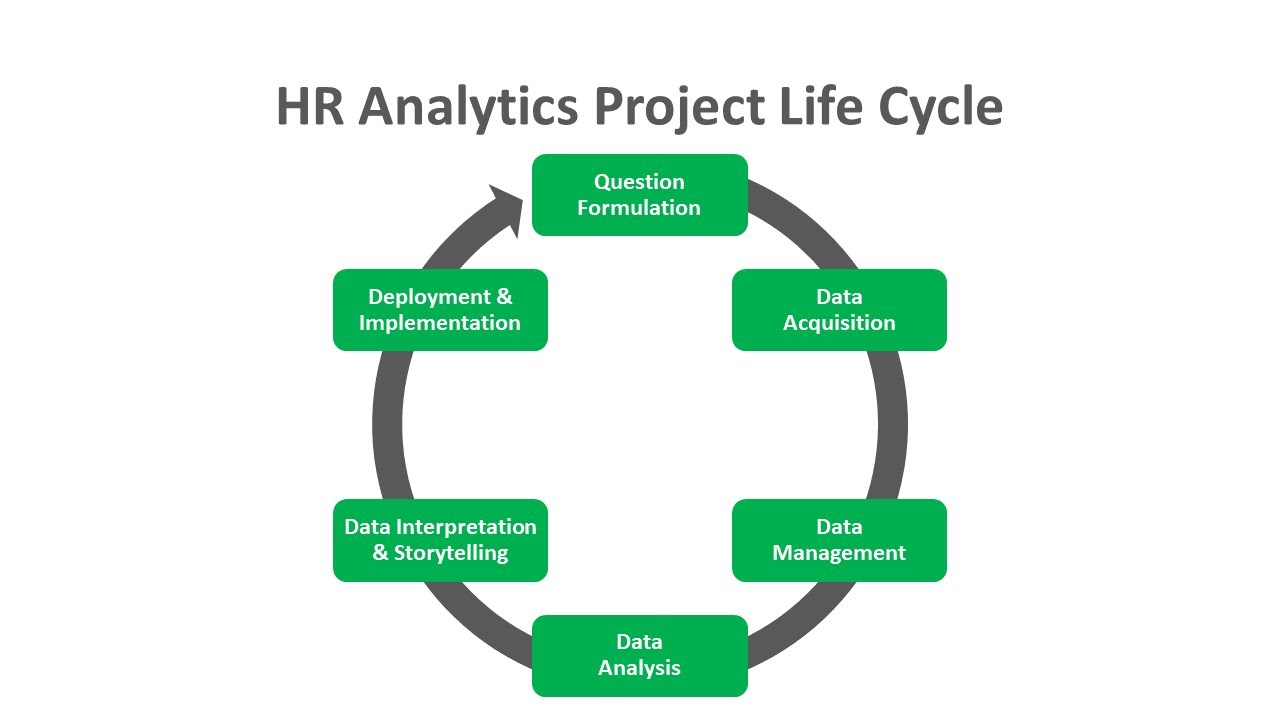 HR Analytics Project Life Cycle
Question
Formulation
Data
Acquisition
Data
Management
Data
Analysis
Data Interpretation
& Storytelling
Deployment &
Implementation